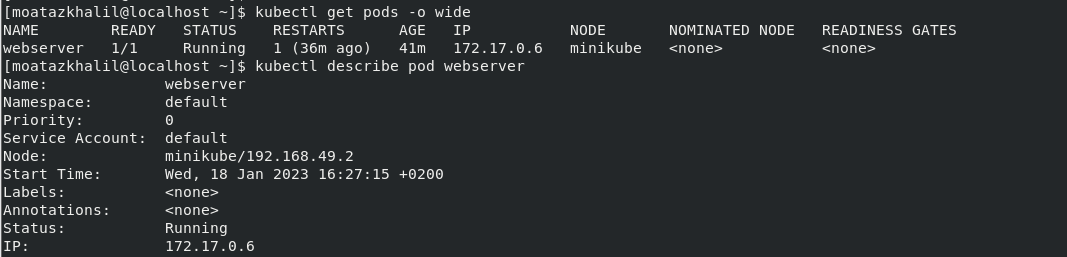 [moatazkhalil@localhost ~]$ kubectl get pods -o wide
NAME        READY   STATUS    RESTARTS      AGE   IP           NODE       NOMINATED NODE   READINESS GATES
webserver   1/1     Running   1 (36m ago)   41m   172.17.0.6   minikube   <none>           <none>
[moatazkhalil@localhost ~]$ kubectl describe pod webserver
Name:             webserver
Namespace:        default
Priority:         0
Service Account:  default
Node:             minikube/192.168.49.2
Start Time:       Wed, 18 Jan 2023 16:27:15 +0200
Labels:           <none>
Annotations:      <none>
Status:           Running
IP:               172.17.0.6